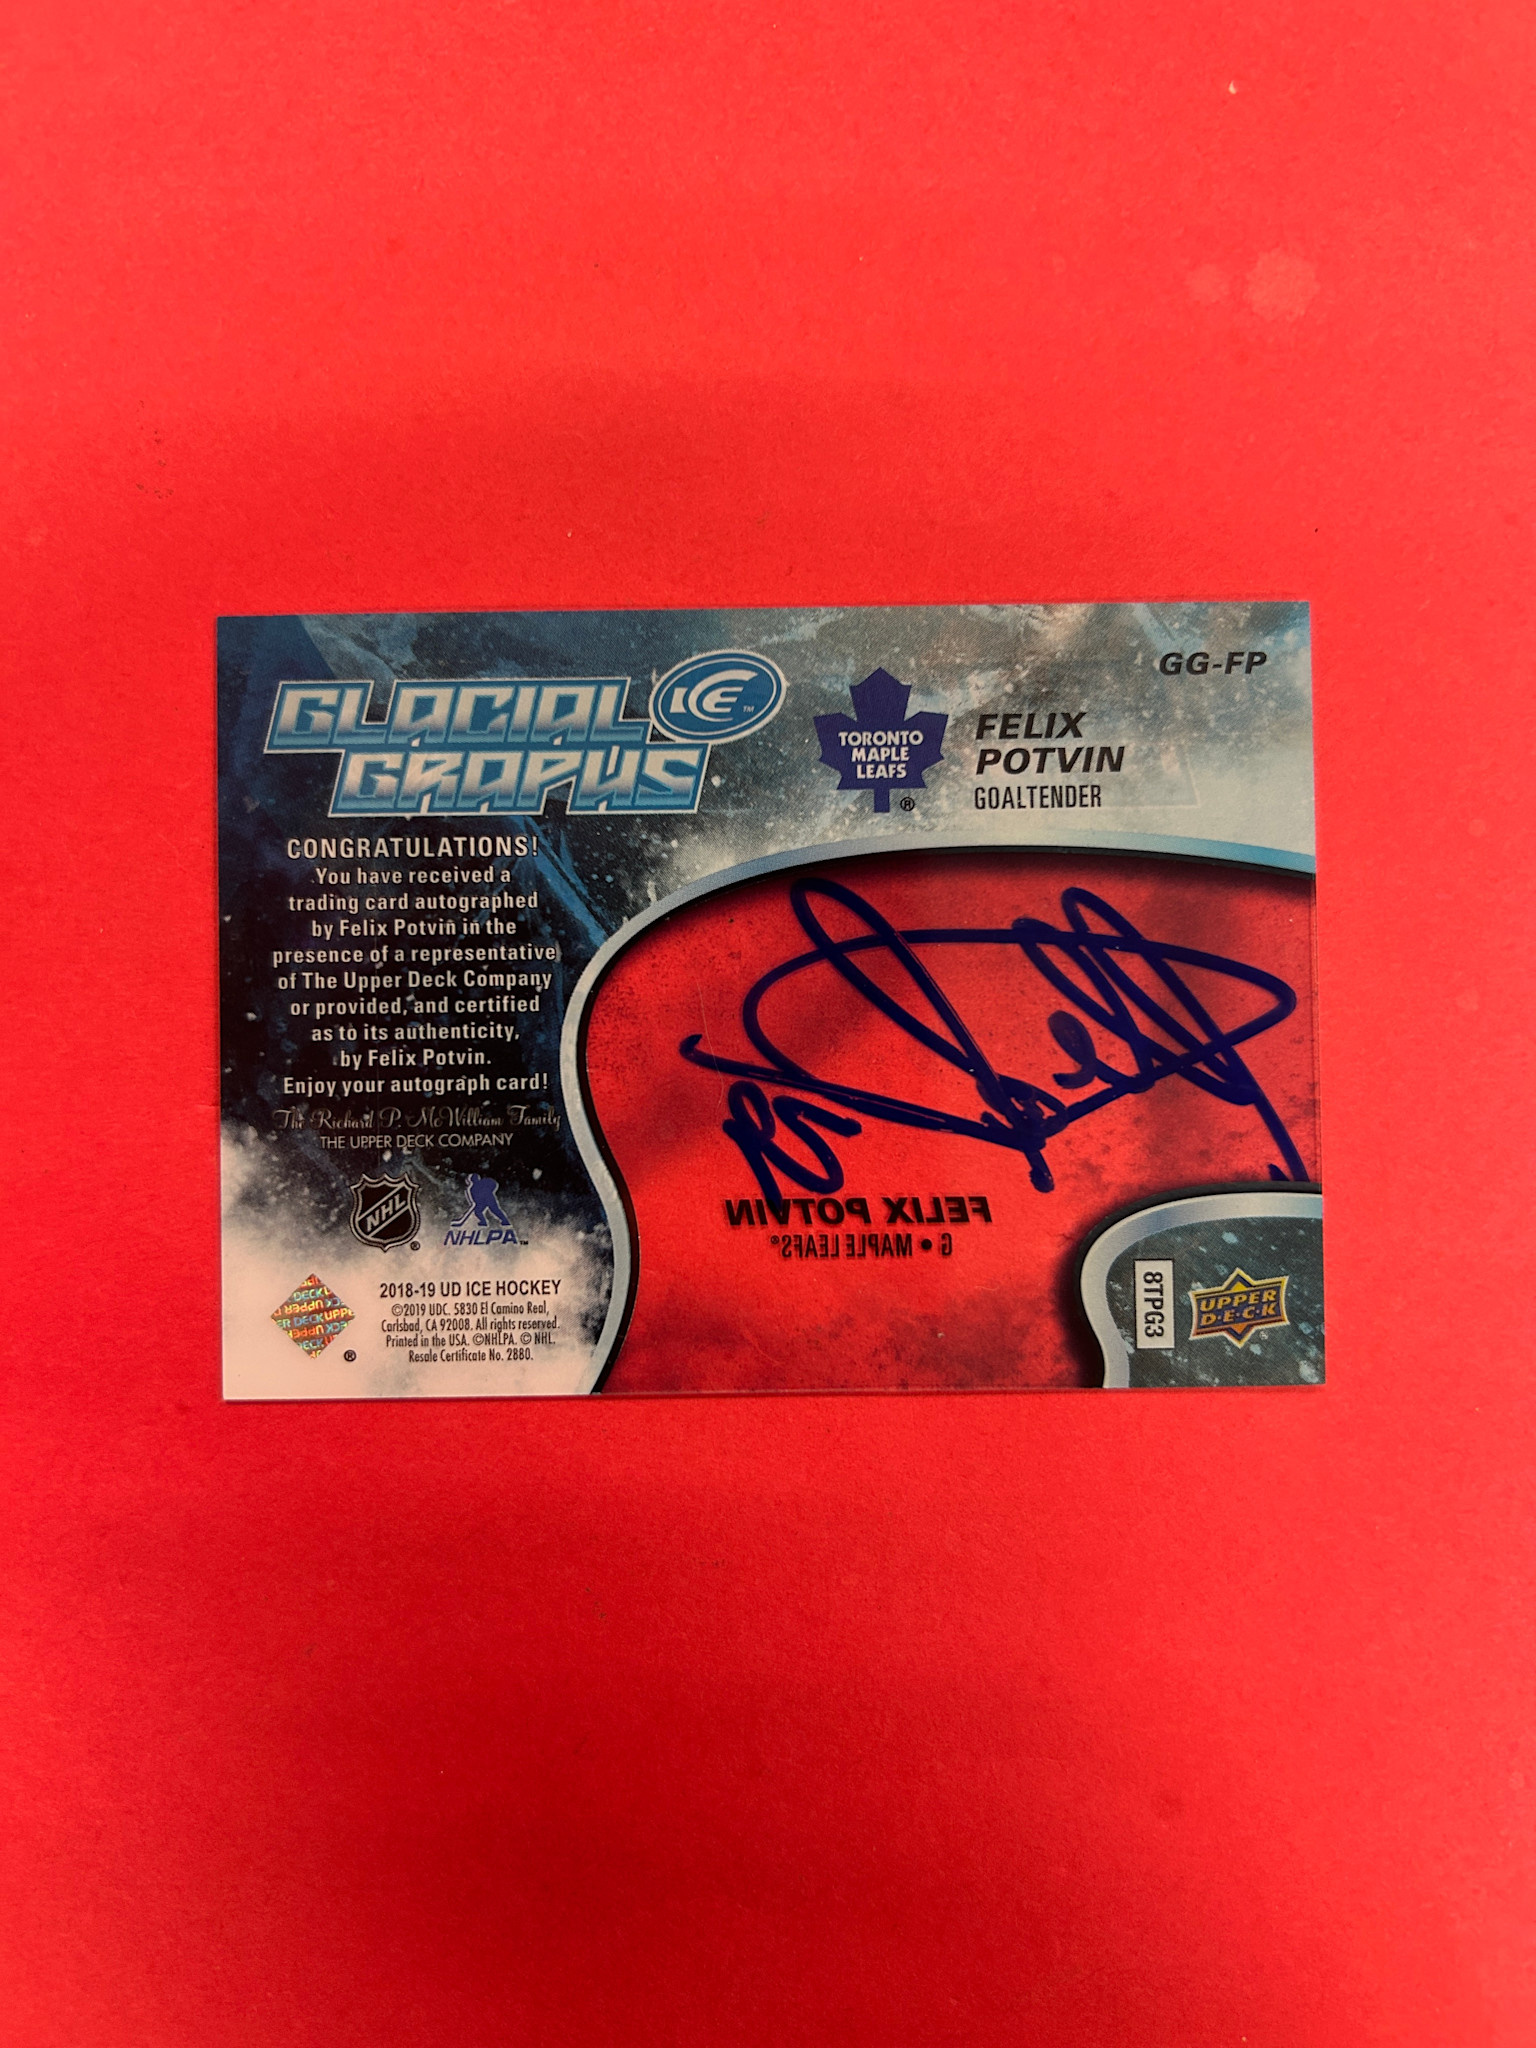 GG-FP
GLACIAL
GRAPHS
ICE™
TORONTO
MAPLE
LEAFS
®
FELIX
POTVIN
GOALTENDER
CONGRATULATIONS!
You have received a
trading card autographed
by Felix Potvin in the
presence of a representative
of The Upper Deck Company
or provided, and certified
as to its authenticity,
by Felix Potvin.
Enjoy your autograph card!
The Richard P. McWilliam Family
THE UPPER DECK COMPANY
NHL®
NHLPA™
2018-19 UD ICE HOCKEY
©2019 UDC. 5830 El Camino Real,
Carlsbad, CA 92008. All rights reserved.
Printed in the USA. ©NHLPA. © NHL.
Resale Certificate No. 2880.
®
FELIX POTVIN
G • MAPLE LEAFS®
8TPG3
UPPER
D·E·C·K